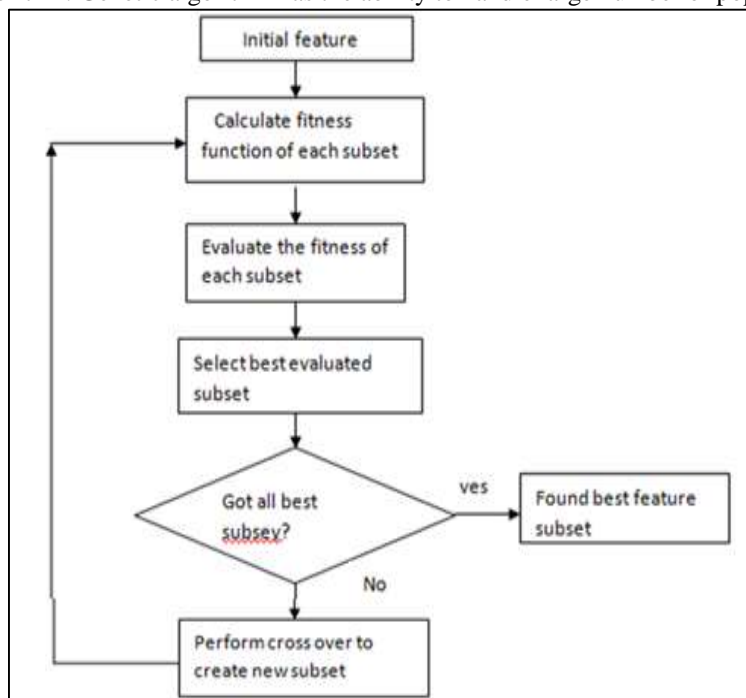 Initial feature
Calculate fitness
function of each subset
Evaluate the fitness of
each subset
Select best evaluated
subset
Got all best
subsey?
yes
Found best feature
subset
No
Perform cross over to
create new subset